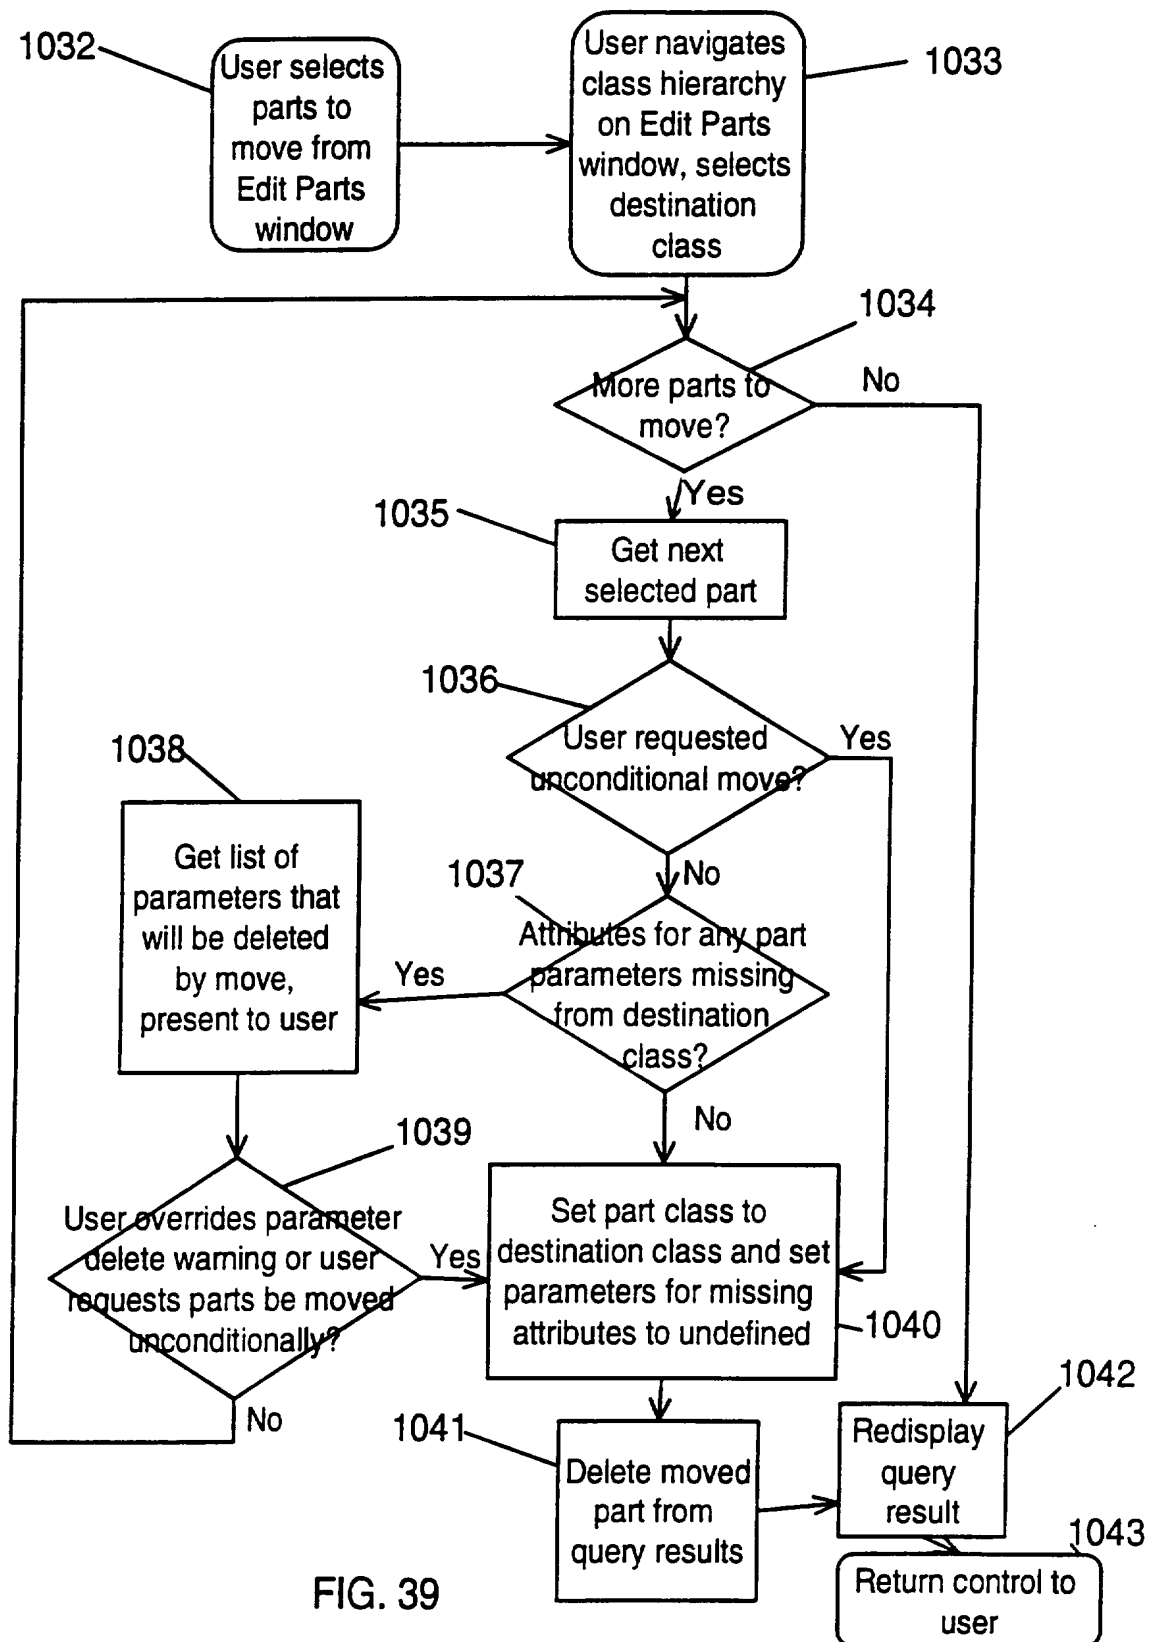 1032
User selects
parts to
move from
Edit Parts
window
User navigates
class hierarchy
on Edit Parts
window, selects
destination
class
1033
1034
More parts to
move?
No
Yes
1035
Get next
selected part
1036
User requested
unconditional move?
Yes
No
1038
Get list of
parameters that
will be deleted
by move,
present to user
1037
Attributes for any part
parameters missing
from destination
class?
Yes
No
1039
User overrides parameter
delete warning or user
requests parts be moved
unconditionally?
Yes
No
Set part class to
destination class and set
parameters for missing
attributes to undefined
1040
1041
Delete moved
part from
query results
1042
Redisplay
query
result
1043
Return control to
user
FIG. 39